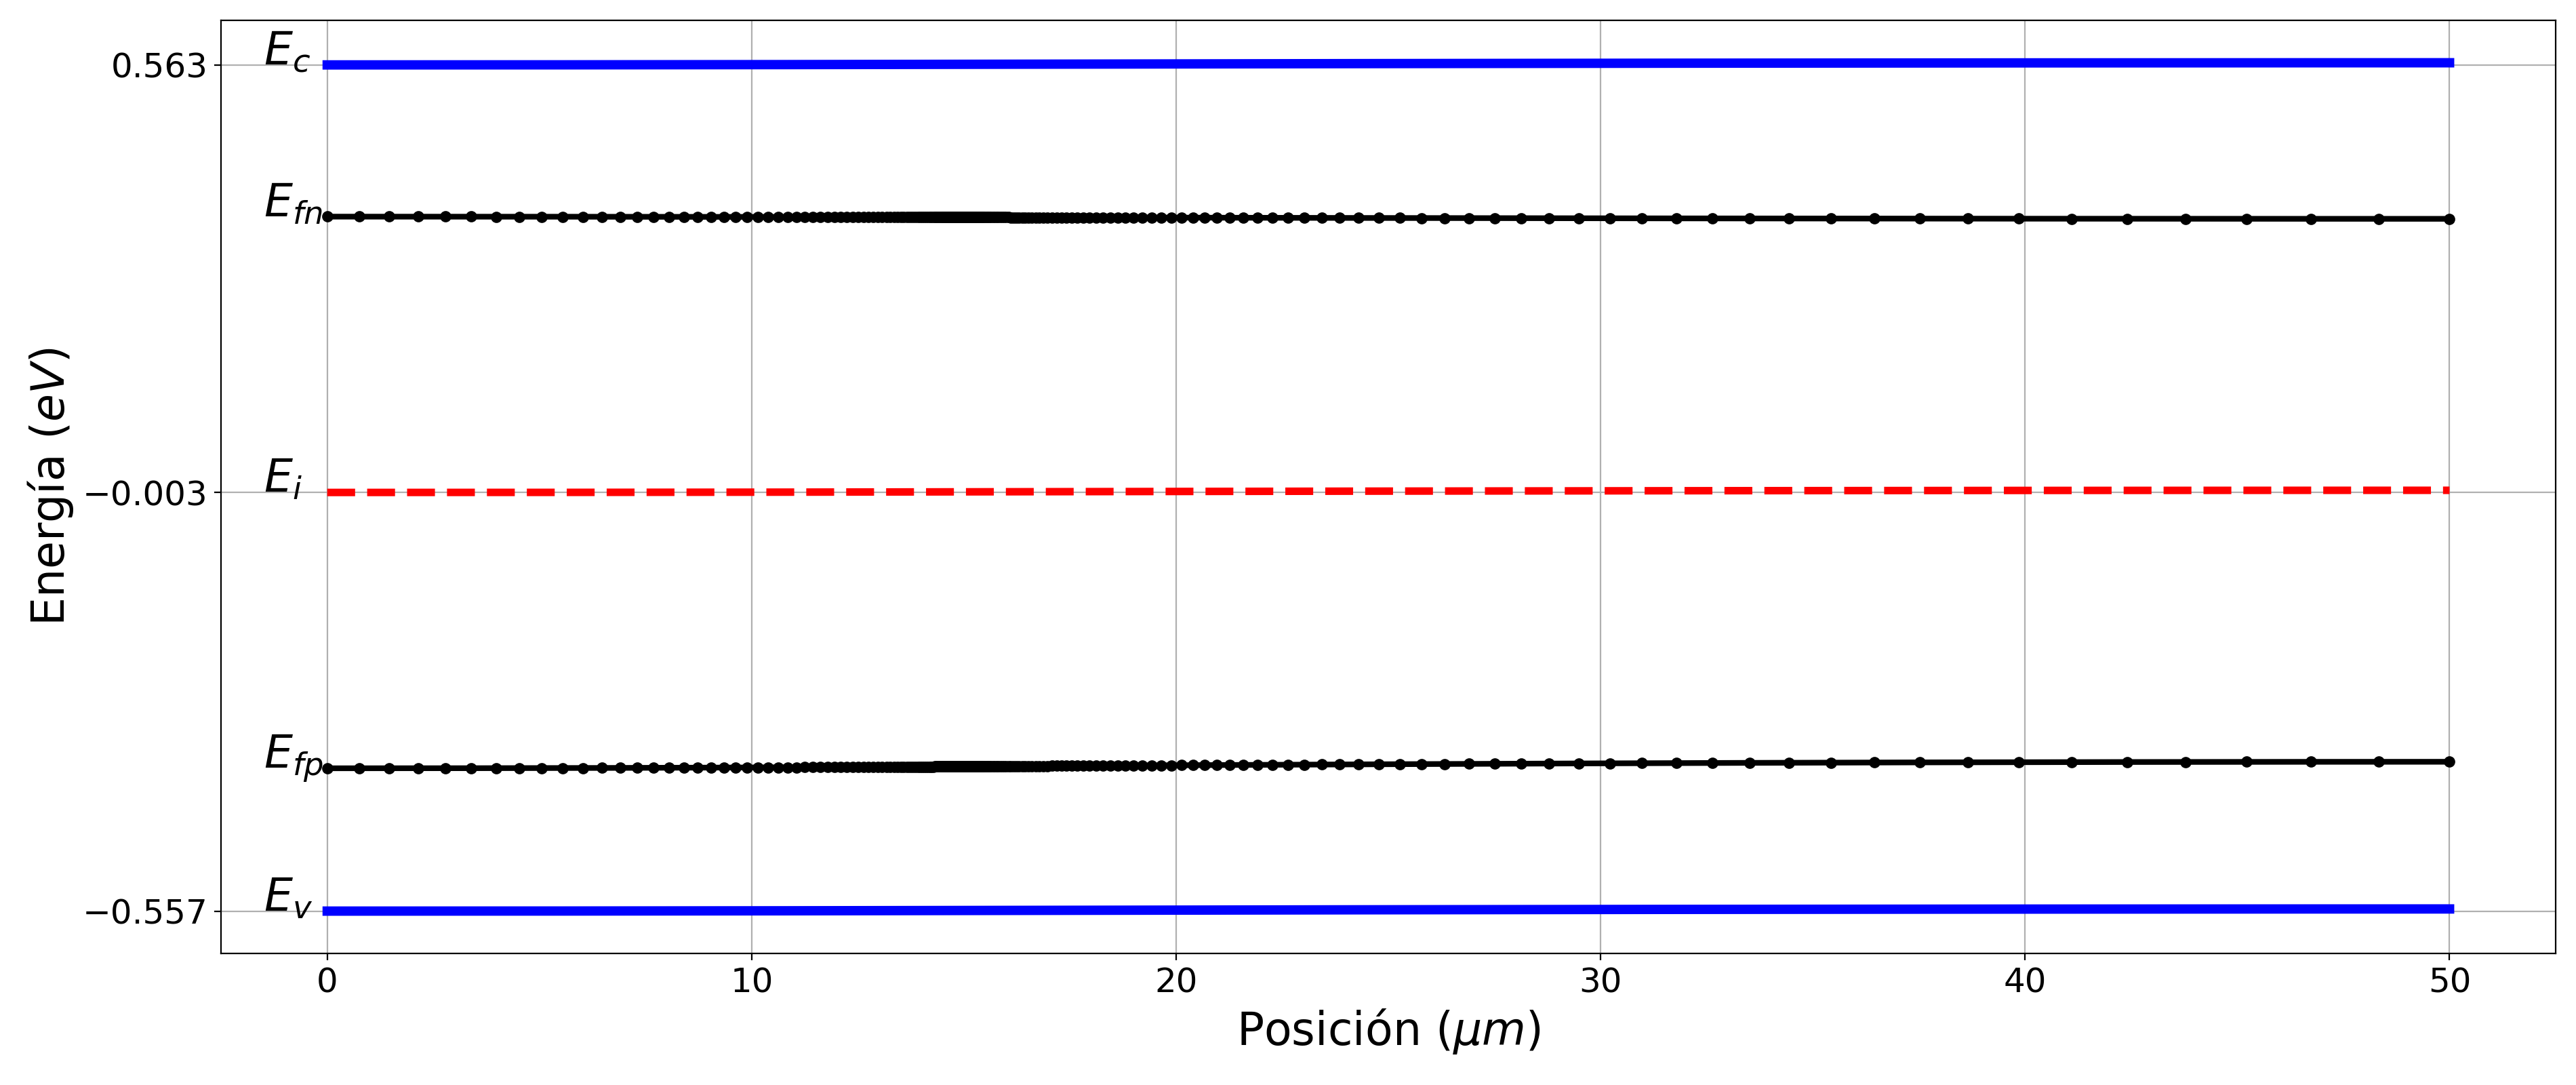 Energía (eV)
0.563
−0.003
−0.557
E_c
E_fn
E_i
E_fp
E_v
0 10 20 30 40 50
Posición (μm)